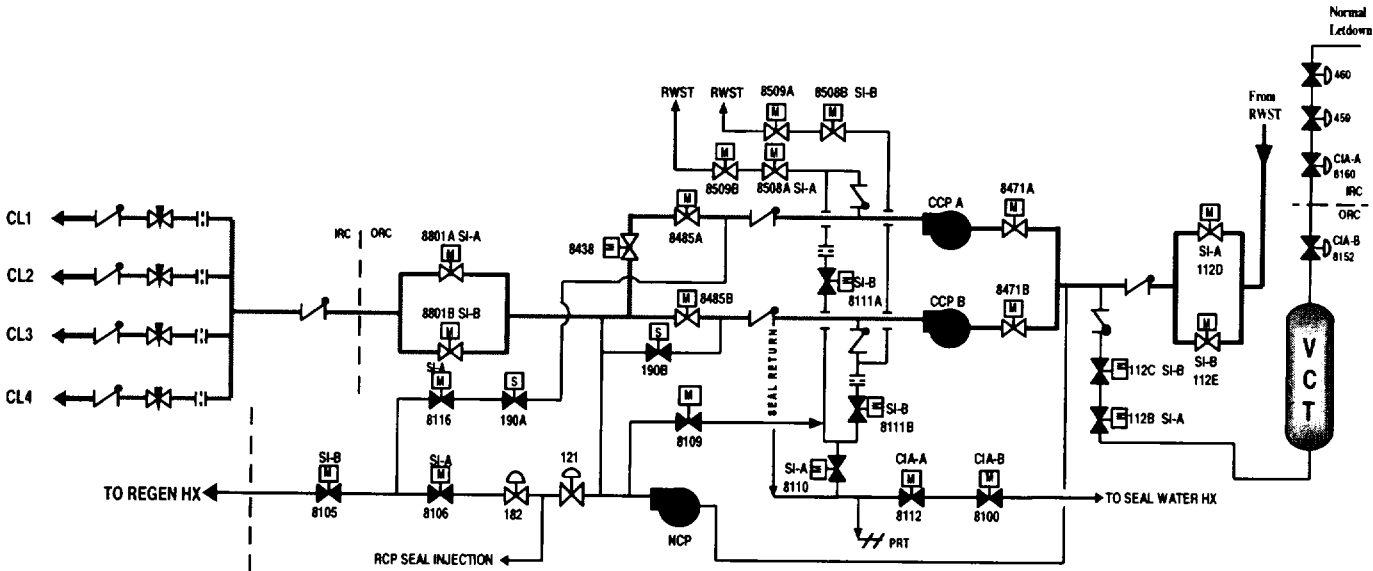 Normal
Letdown
460
459
From
RWST
CIA-A
8160
IRC
ORC
CIA-B
8152
VCT
RWST
RWST
8509A
8508B SI-B
M
M
M
M
8509B
8508A SI-A
CL1
CL2
CL3
CL4
IRC
ORC
8801A SI-A
M
8801B SI-B
M
8438
M
M
8485A
M
8485B
S
190B
CCP A
8471A
M
CCP B
8471B
M
SI-B
8111A
M
M
SI-A
112D
M
SI-B
112E
112C SI-B
M
112B SI-A
M
SI-A
M
8116
S
190A
SEAL RETURN
M
8109
SI-B
8111B
M
SI-A
8110
M
TO REGEN HX
SI-B
M
8105
SI-A
M
8106
182
121
NCP
CIA-A
M
8112
CIA-B
M
8100
TO SEAL WATER HX
PRT
RCP SEAL INJECTION